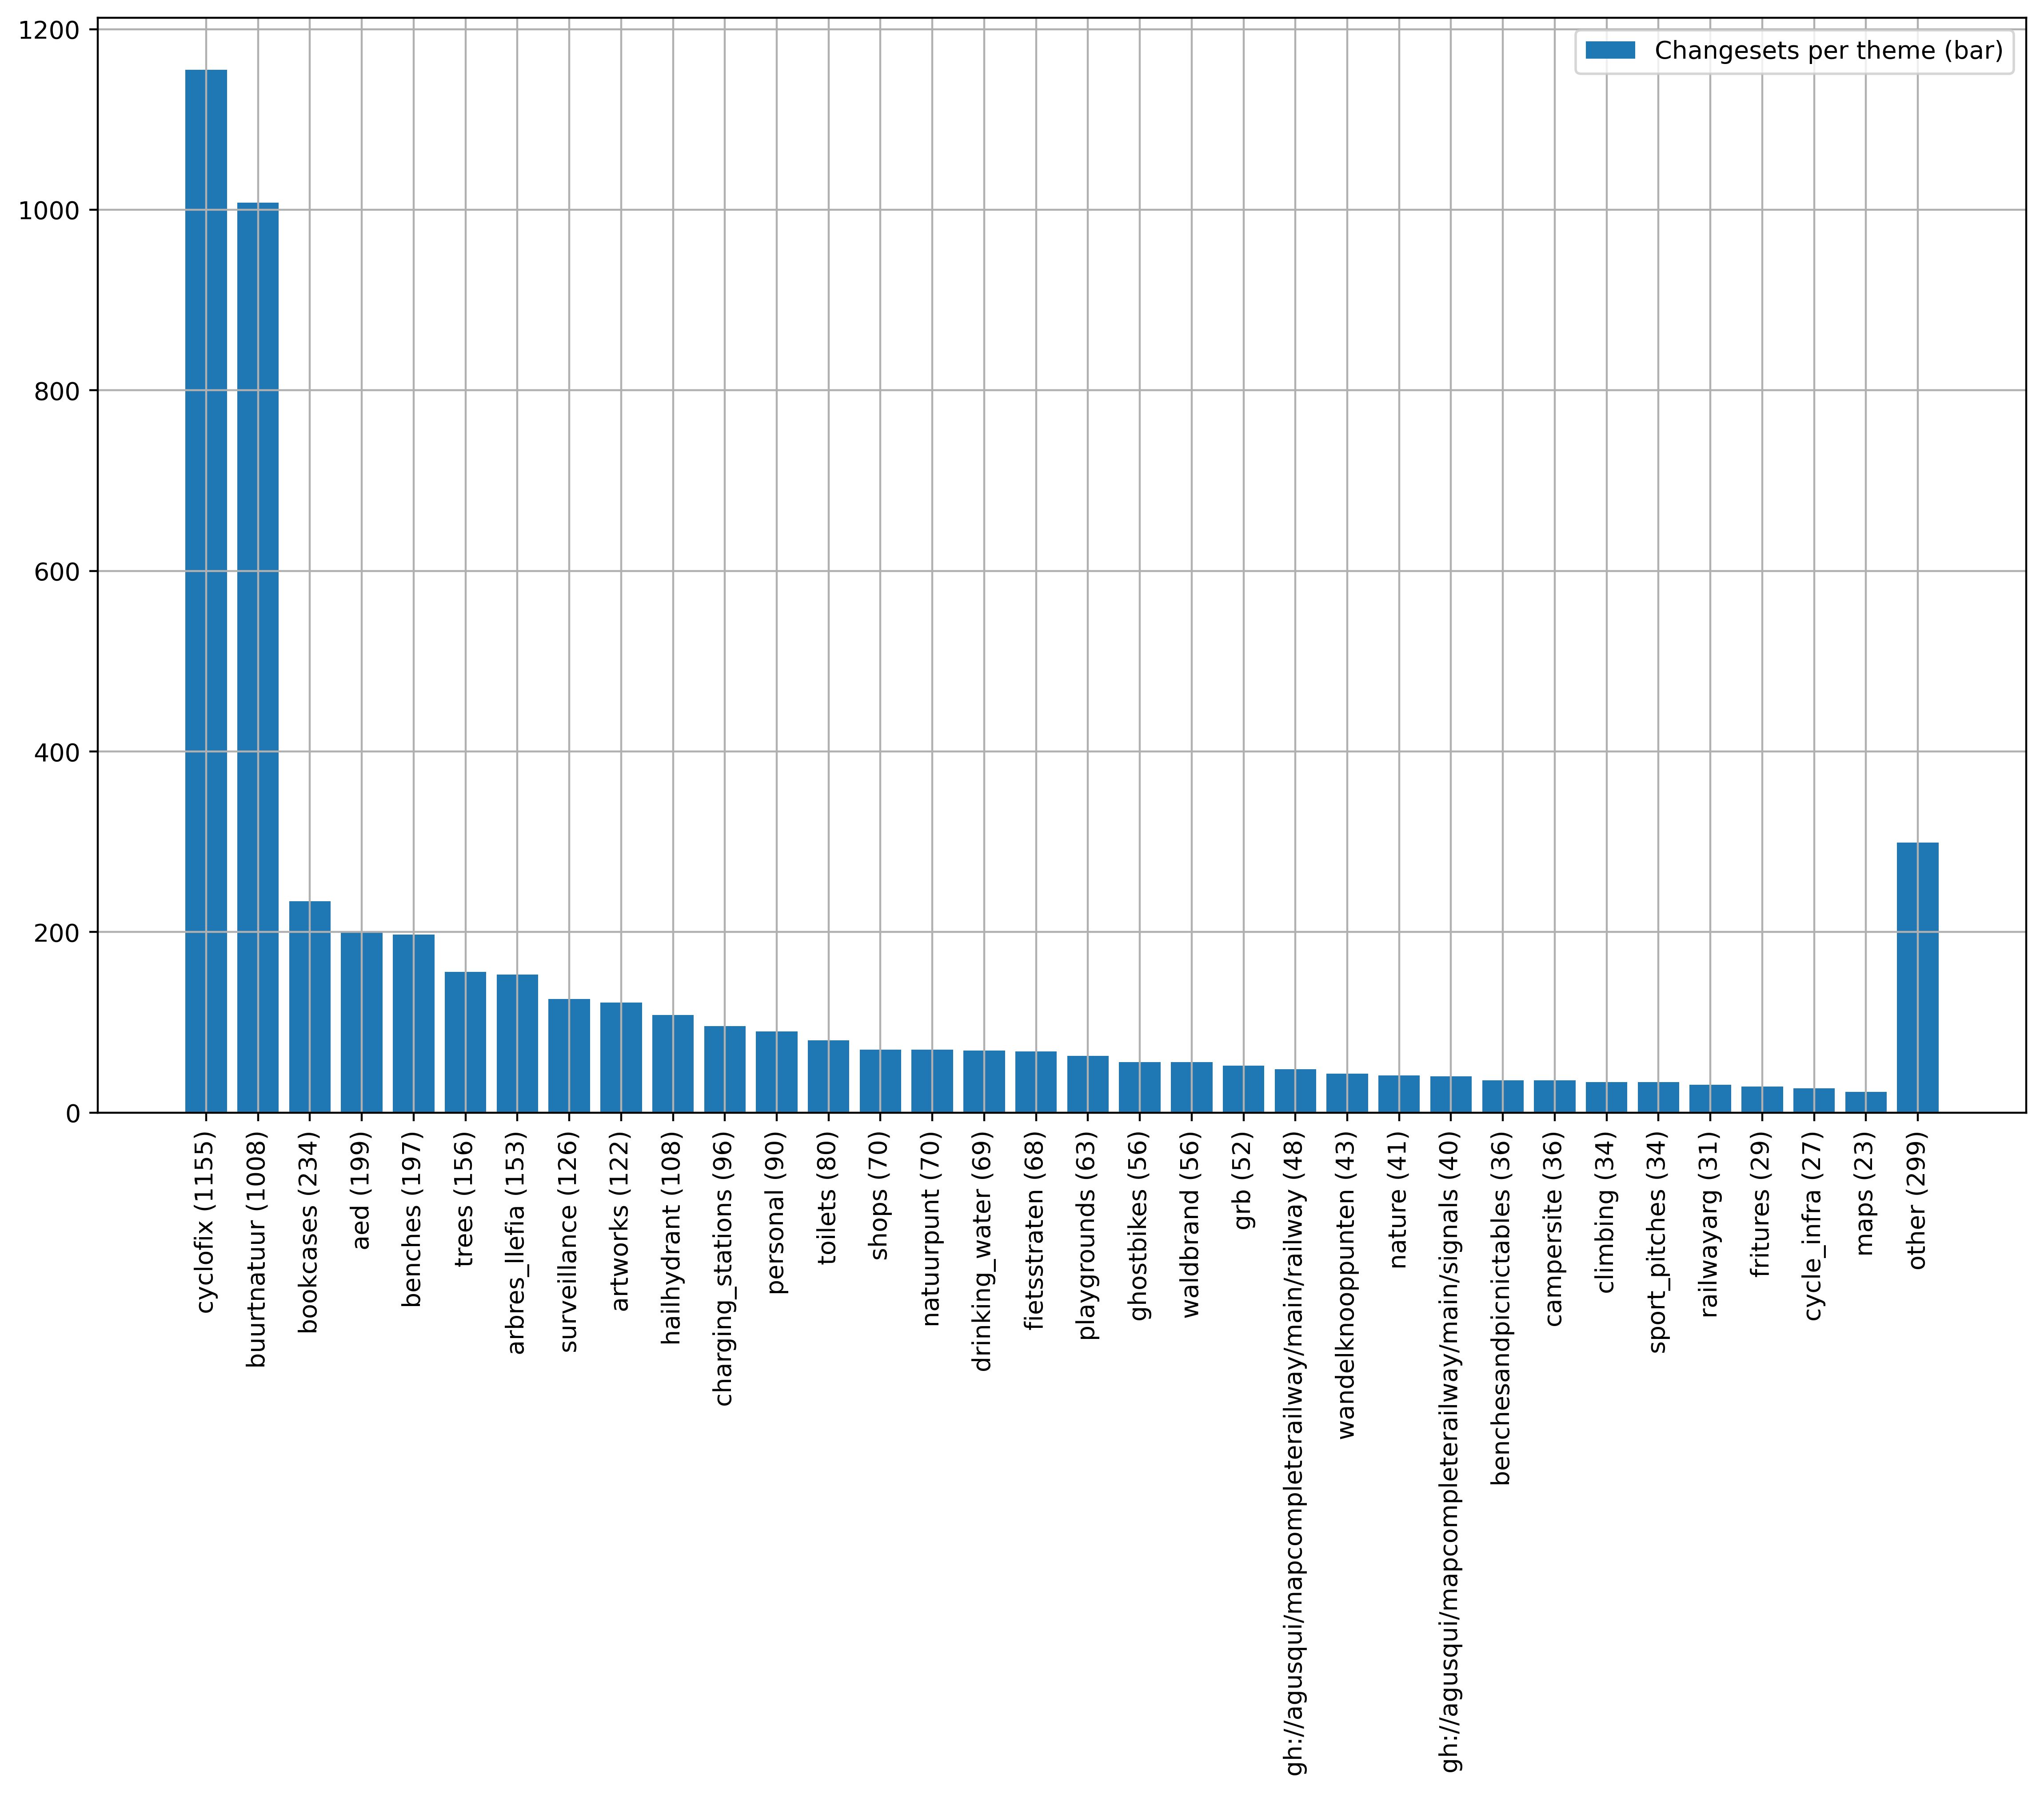 Changesets per theme (bar)
1200
1000
800
600
400
200
0
cyclofix (1155)
buurtnatuur (1008)
bookcases (234)
aed (199)
benches (197)
trees (156)
arbres_llefia (153)
surveillance (126)
artworks (122)
hailhydrant (108)
charging_stations (96)
personal (90)
toilets (80)
shops (70)
natuurpunt (70)
drinking_water (69)
fietsstraten (68)
playgrounds (63)
ghostbikes (56)
waldbrand (56)
grb (52)
gh://agusqui/mapcompleterailway/main/railway (48)
wandelknooppunten (43)
nature (41)
gh://agusqui/mapcompleterailway/main/signals (40)
benchesandpicnictables (36)
campersite (36)
climbing (34)
sport_pitches (34)
railwayarg (31)
fritures (29)
cycle_infra (27)
maps (23)
other (299)